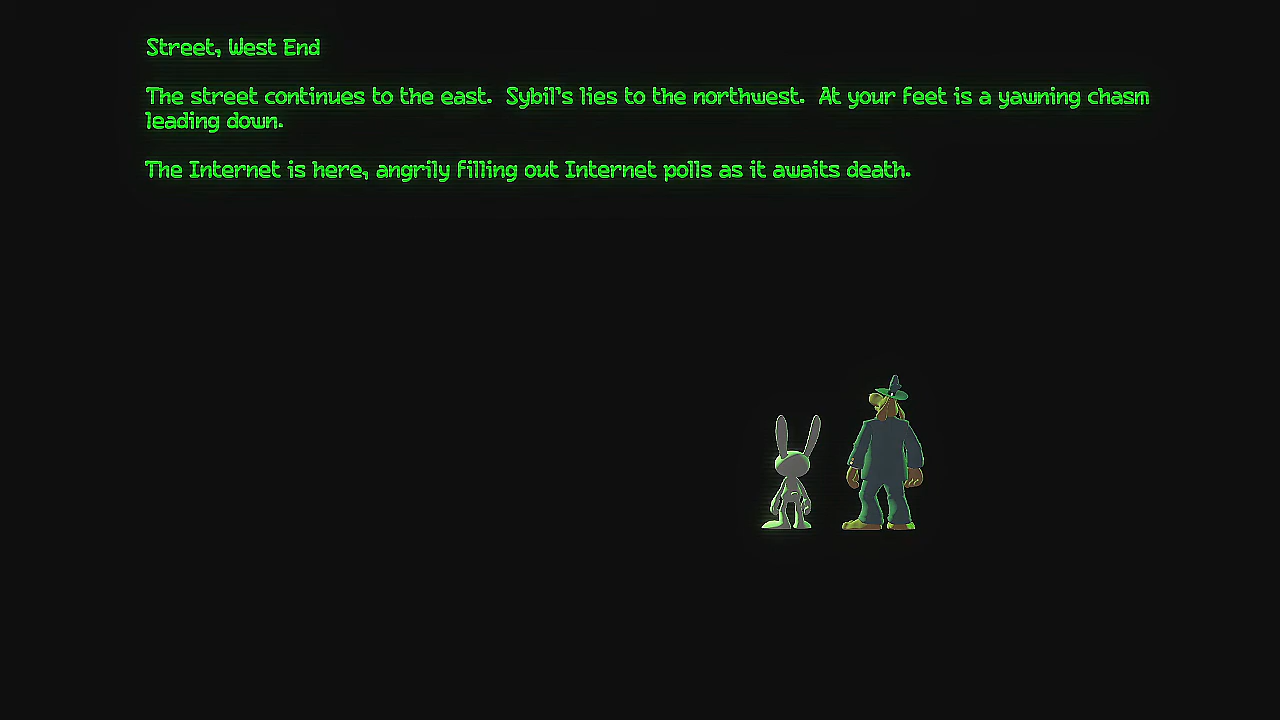 Street, West End
The street continues to the east.  Sybil's lies to the northwest.  At your feet is a yawning chasm
leading down.
The Internet is here, angrily filling out Internet polls as it awaits death.